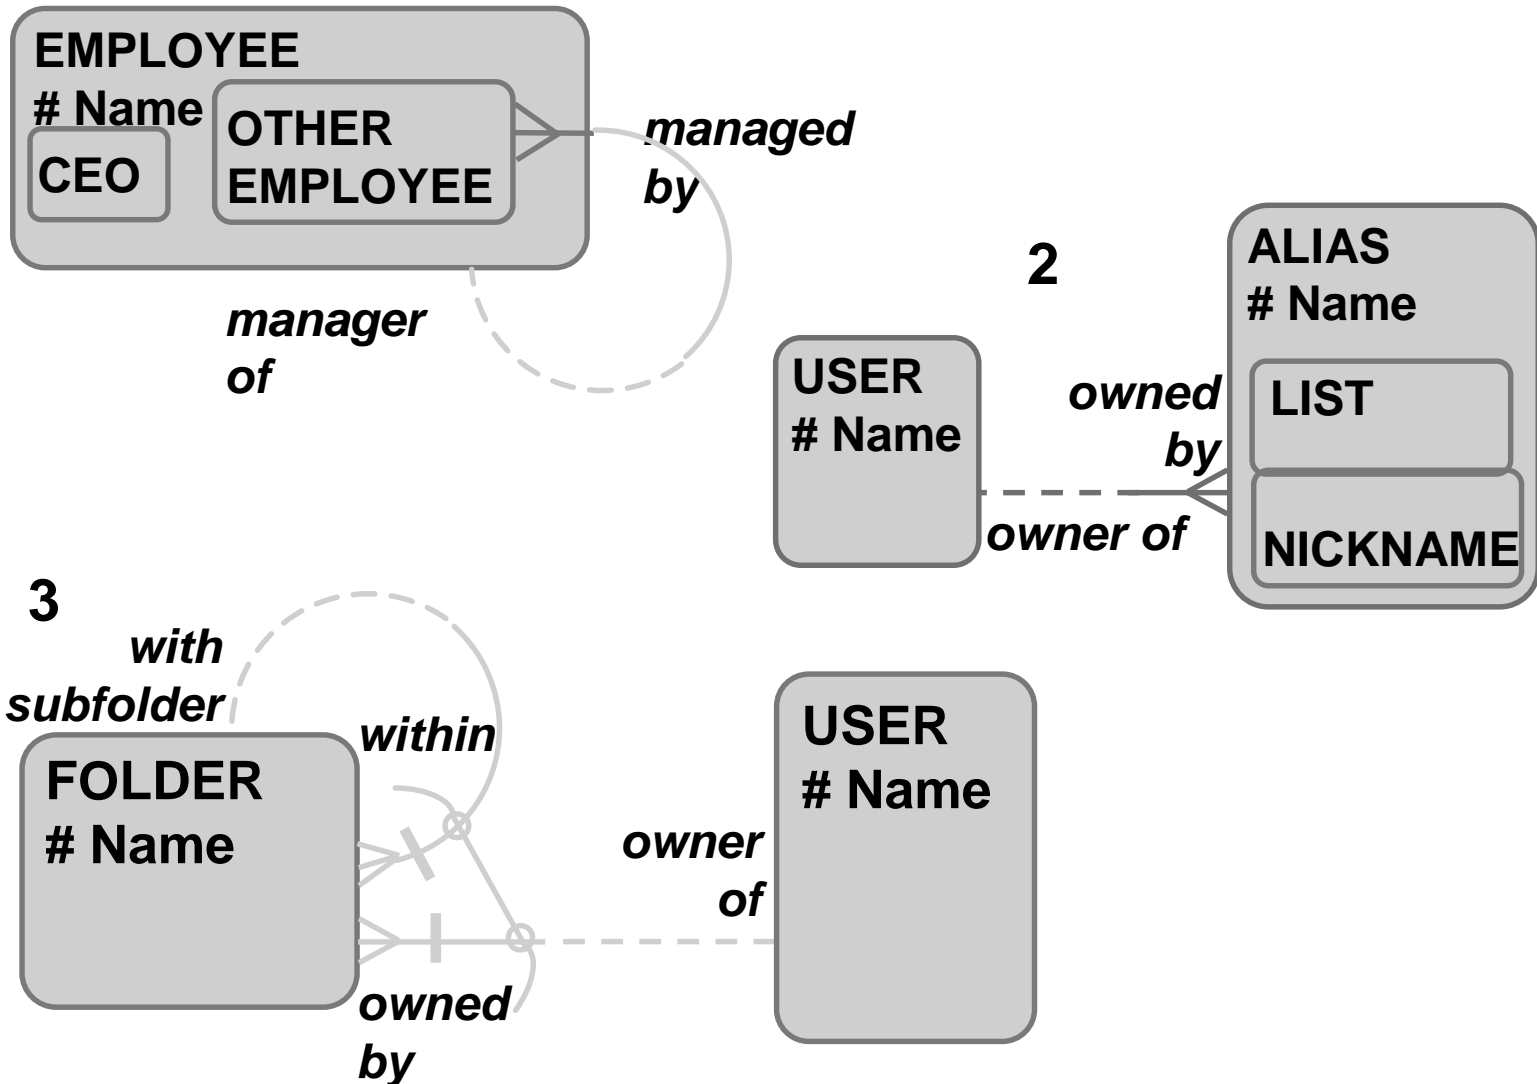 EMPLOYEE
# Name
CEO
OTHER
EMPLOYEE
managed
by
manager
of
2
USER
# Name
owned
by
owner of
ALIAS
# Name
LIST
NICKNAME
3
with
subfolder
within
FOLDER
# Name
owned
by
owner
of
USER
# Name